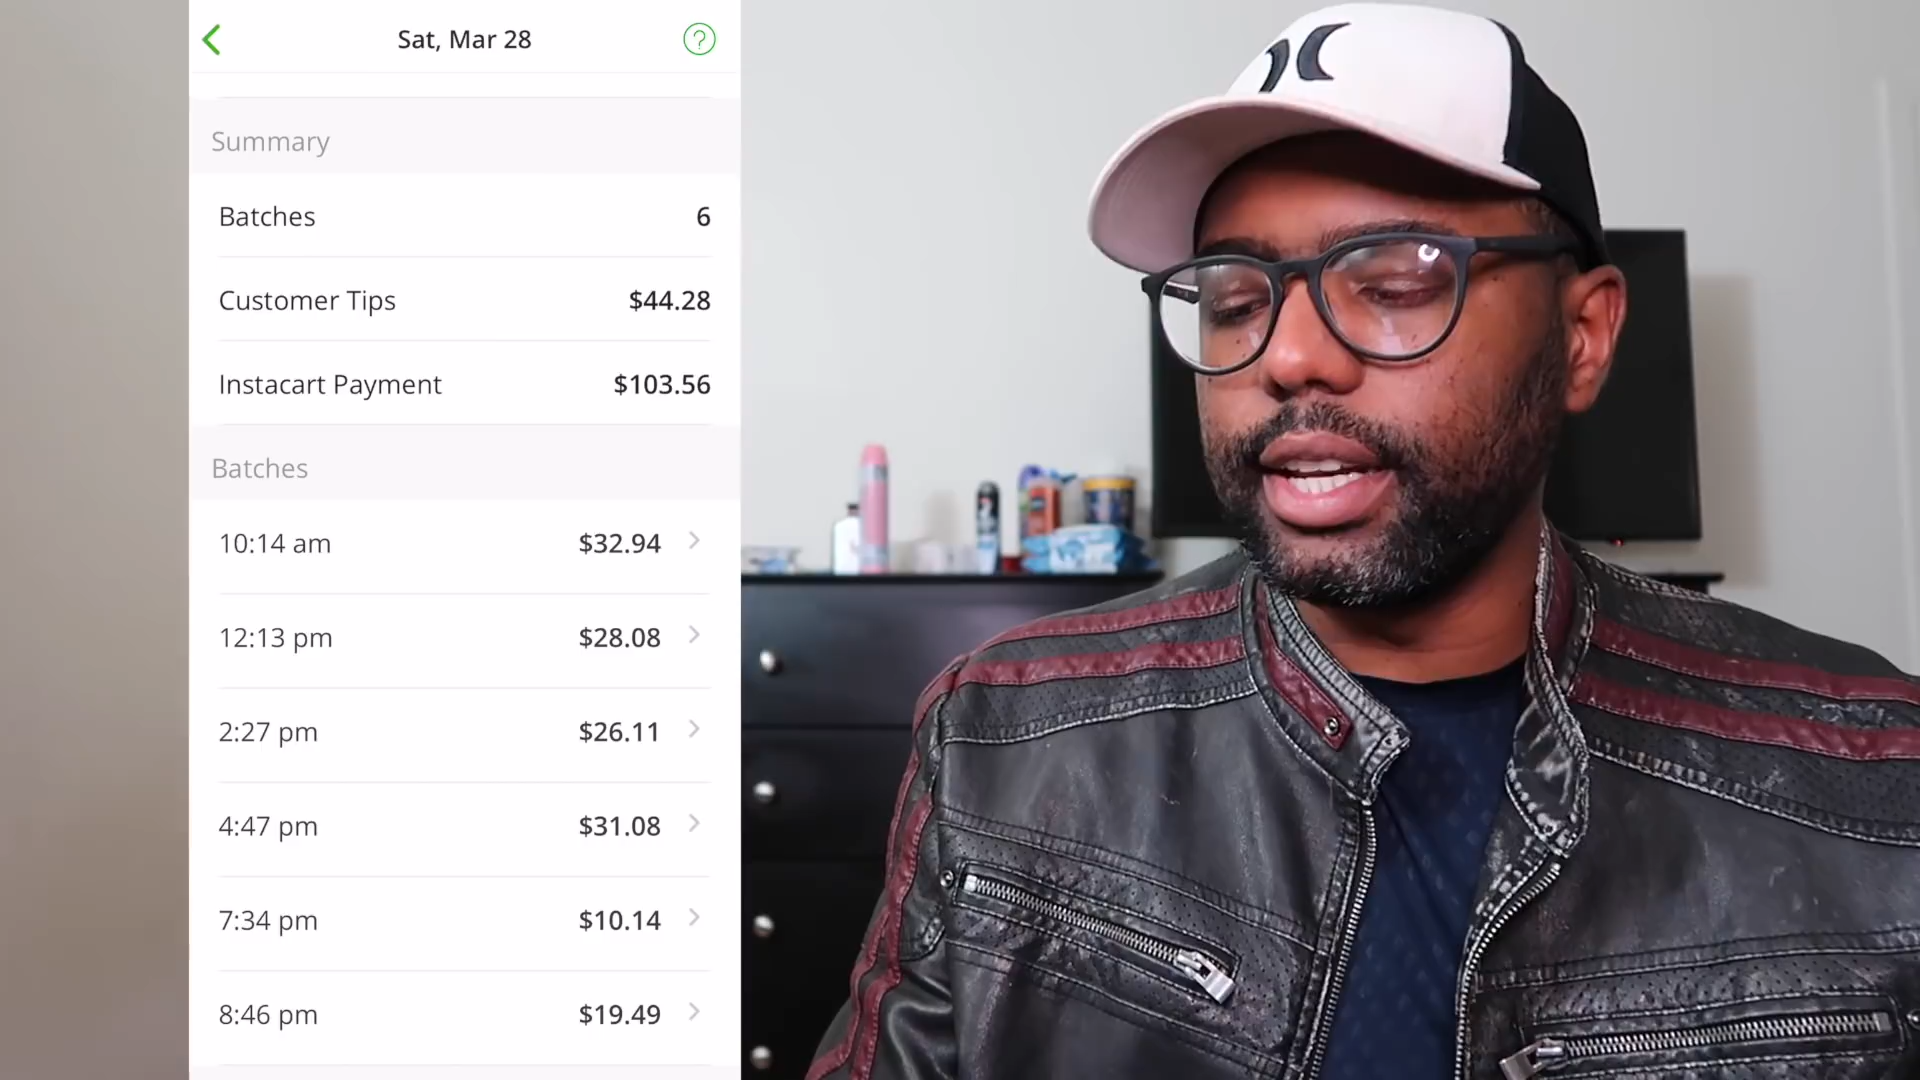 Sat, Mar 28
?
Summary
Batches 6
Customer Tips $44.28
Instacart Payment $103.56
Batches
10:14 am $32.94
12:13 pm $28.08
2:27 pm $26.11
4:47 pm $31.08
7:34 pm $10.14
8:46 pm $19.49